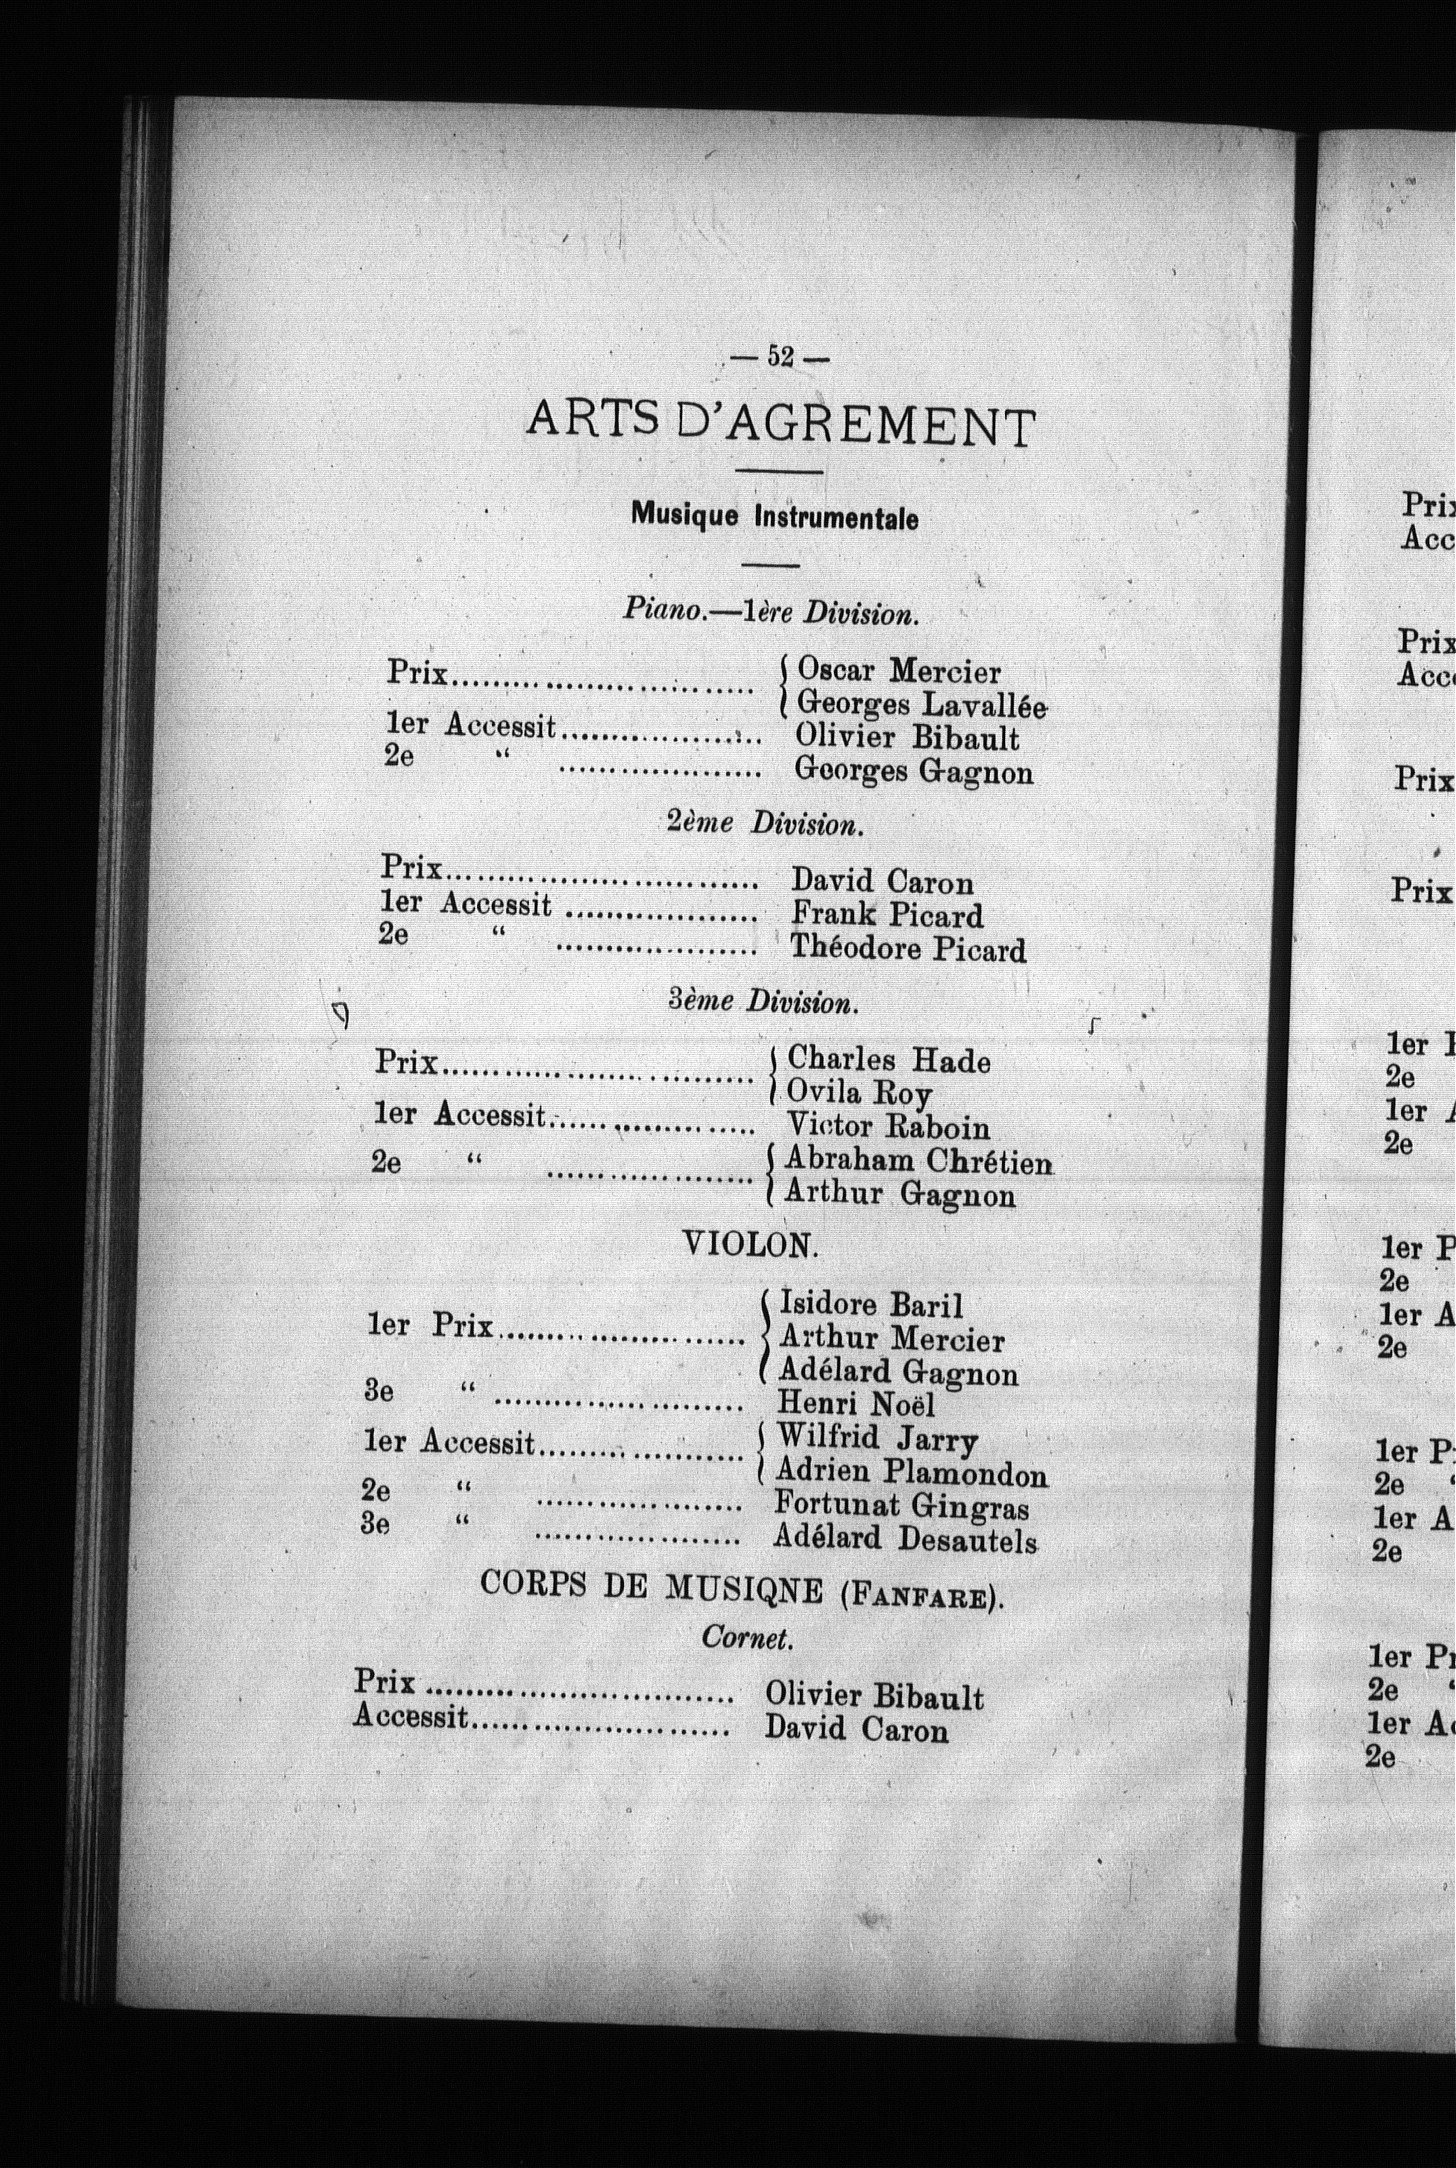 — 52 —
ARTS D'AGREMENT
Musique Instrumentale
Piano.—1ère Division.
Prix.............................. { Oscar Mercier
{ Georges Lavallée
1er Accessit.................... Olivier Bibault
2e “ .................... Georges Gagnon
2ème Division.
Prix.............................. David Caron
1er Accessit ................... Frank Picard
2e “ .................... Théodore Picard
3ème Division.
Prix.............................. { Charles Hade
{ Ovila Roy
1er Accessit.................... Victor Raboin
2e “ .................... { Abraham Chrétien
{ Arthur Gagnon
VIOLON.
{ Isidore Baril
1er Prix........................ { Arthur Mercier
{ Adélard Gagnon
3e “ ........................ Henri Noël
1er Accessit.................... { Wilfrid Jarry
{ Adrien Plamondon
2e “ .................... Fortunat Gingras
3e “ .................... Adélard Desautels
CORPS DE MUSIQNE (FANFARE).
Cornet.
Prix .............................. Olivier Bibault
Accessit......................... David Caron
Prix
Prix
Prix
Prix
1er
2e
1er
2e
1er
2e
1er
2e
1er
2e
1er
2e
1er
2e
1er
2e